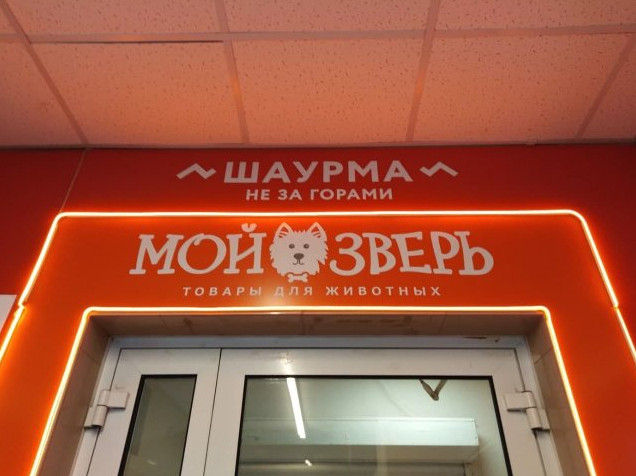 ШАУРМА
НЕ ЗА ГОРАМИ
МОЙ ЗВЕРЬ
ТОВАРЫ ДЛЯ ЖИВОТНЫХ